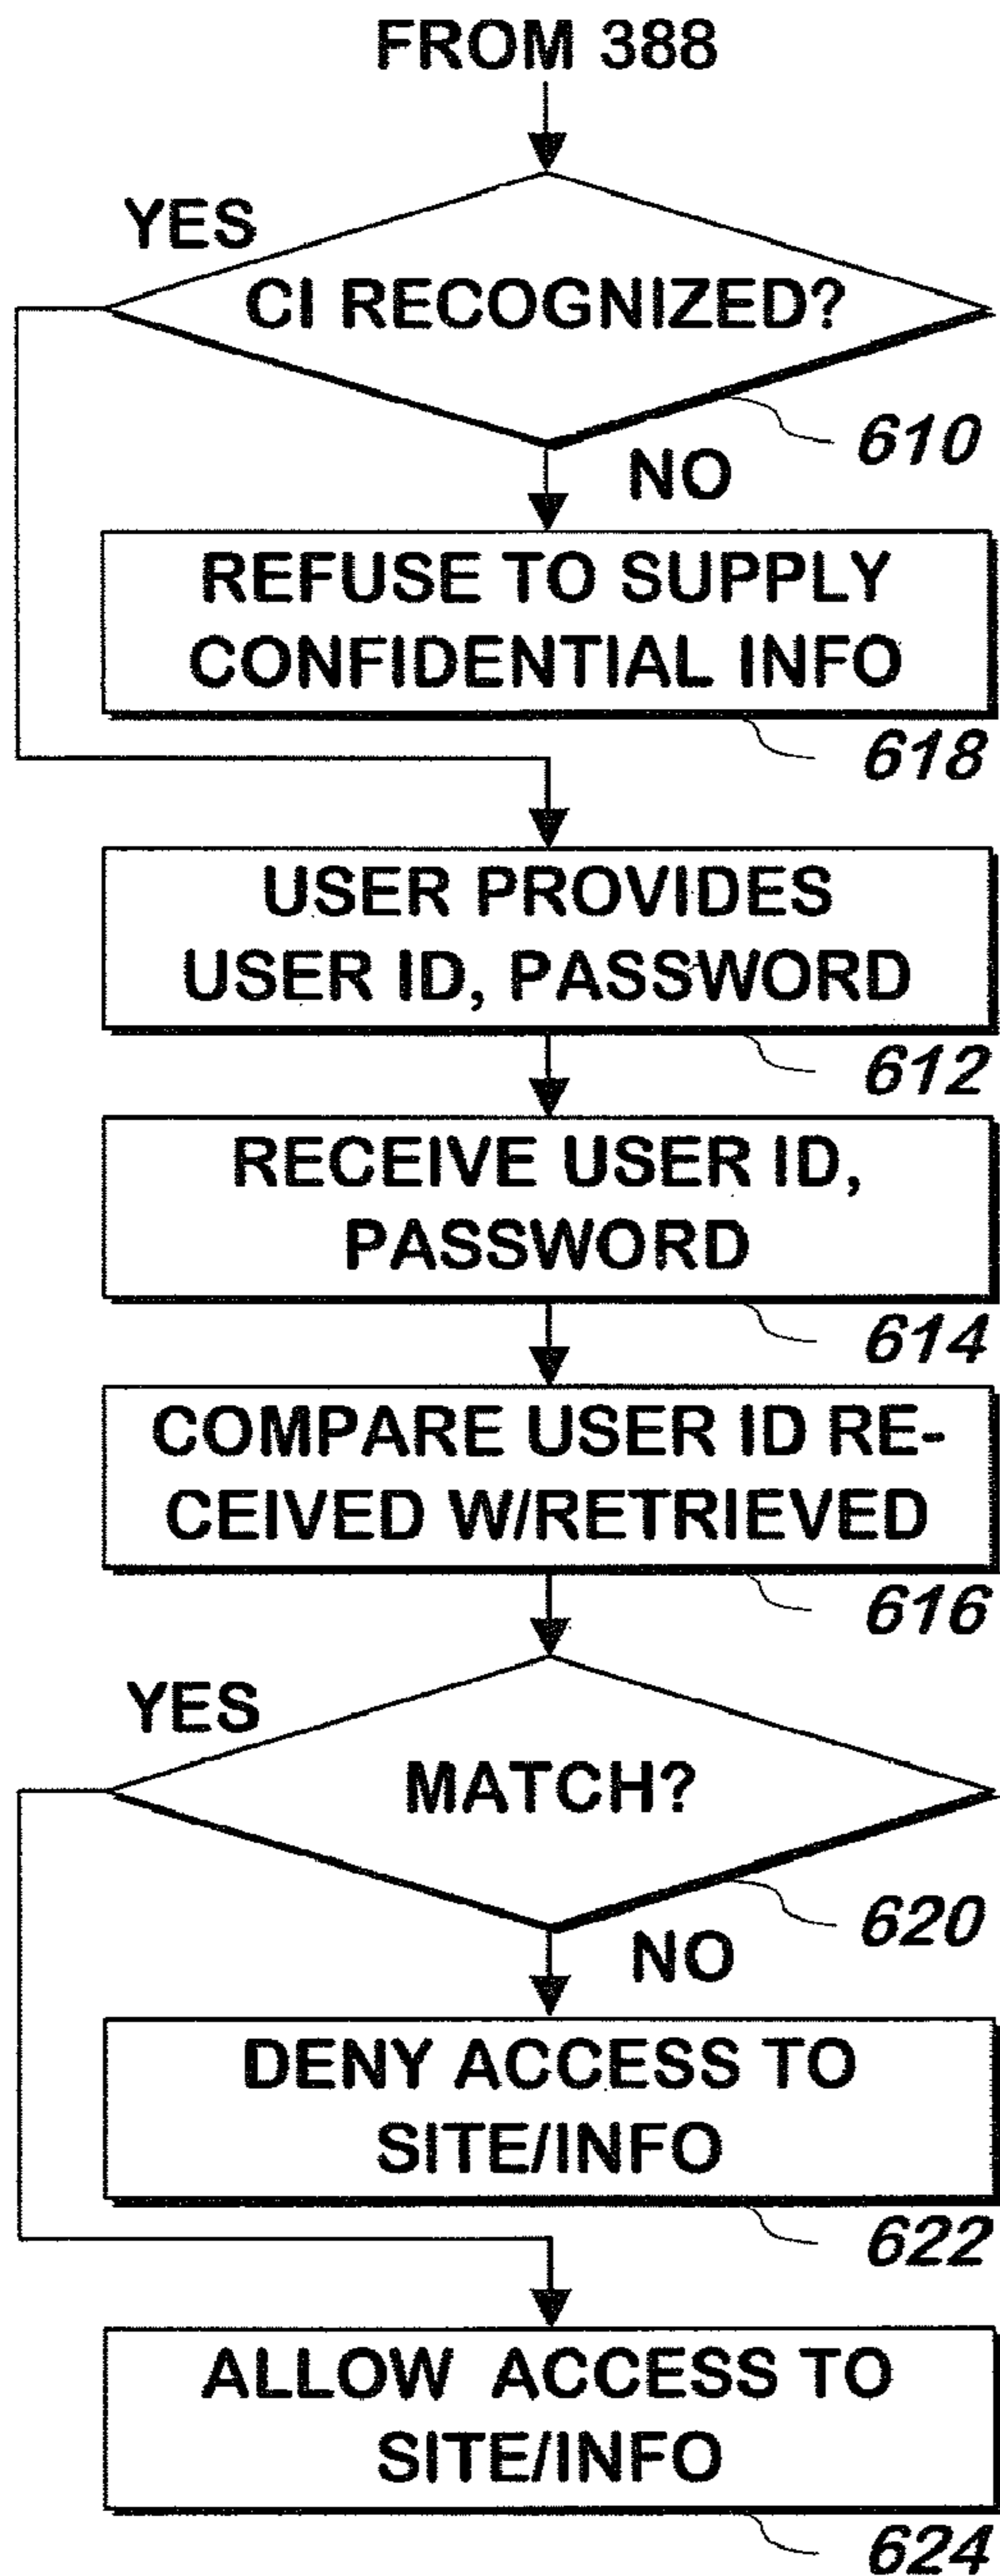 FROM 388
YES
CI RECOGNIZED?
610
NO
REFUSE TO SUPPLY
CONFIDENTIAL INFO
618
USER PROVIDES
USER ID, PASSWORD
612
RECEIVE USER ID,
PASSWORD
614
COMPARE USER ID RE-
CEIVED W/RETRIEVED
616
YES
MATCH?
620
NO
DENY ACCESS TO
SITE/INFO
622
ALLOW ACCESS TO
SITE/INFO
624